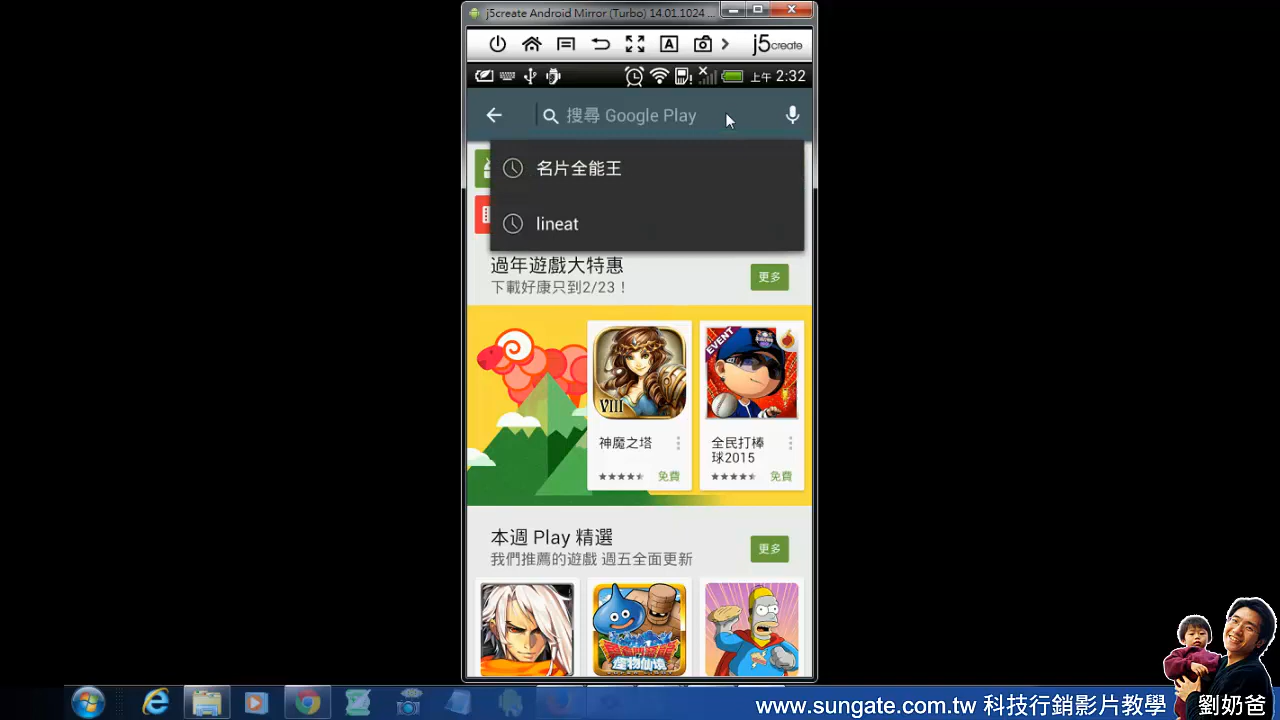 j5create Android Mirror (Turbo) 14.01.1024 ...
A
j5create
上午 2:32
搜尋 Google Play
名片全能王
lineat
過年遊戲大特惠
下載好康只到2/23！
更多
VIII
EVENT
神魔之塔
全民打棒
球2015
免費
免費
本週 Play 精選
我們推薦的遊戲 週五全面更新
更多
www.sungate.com.tw 科技行銷影片教學
劉奶爸